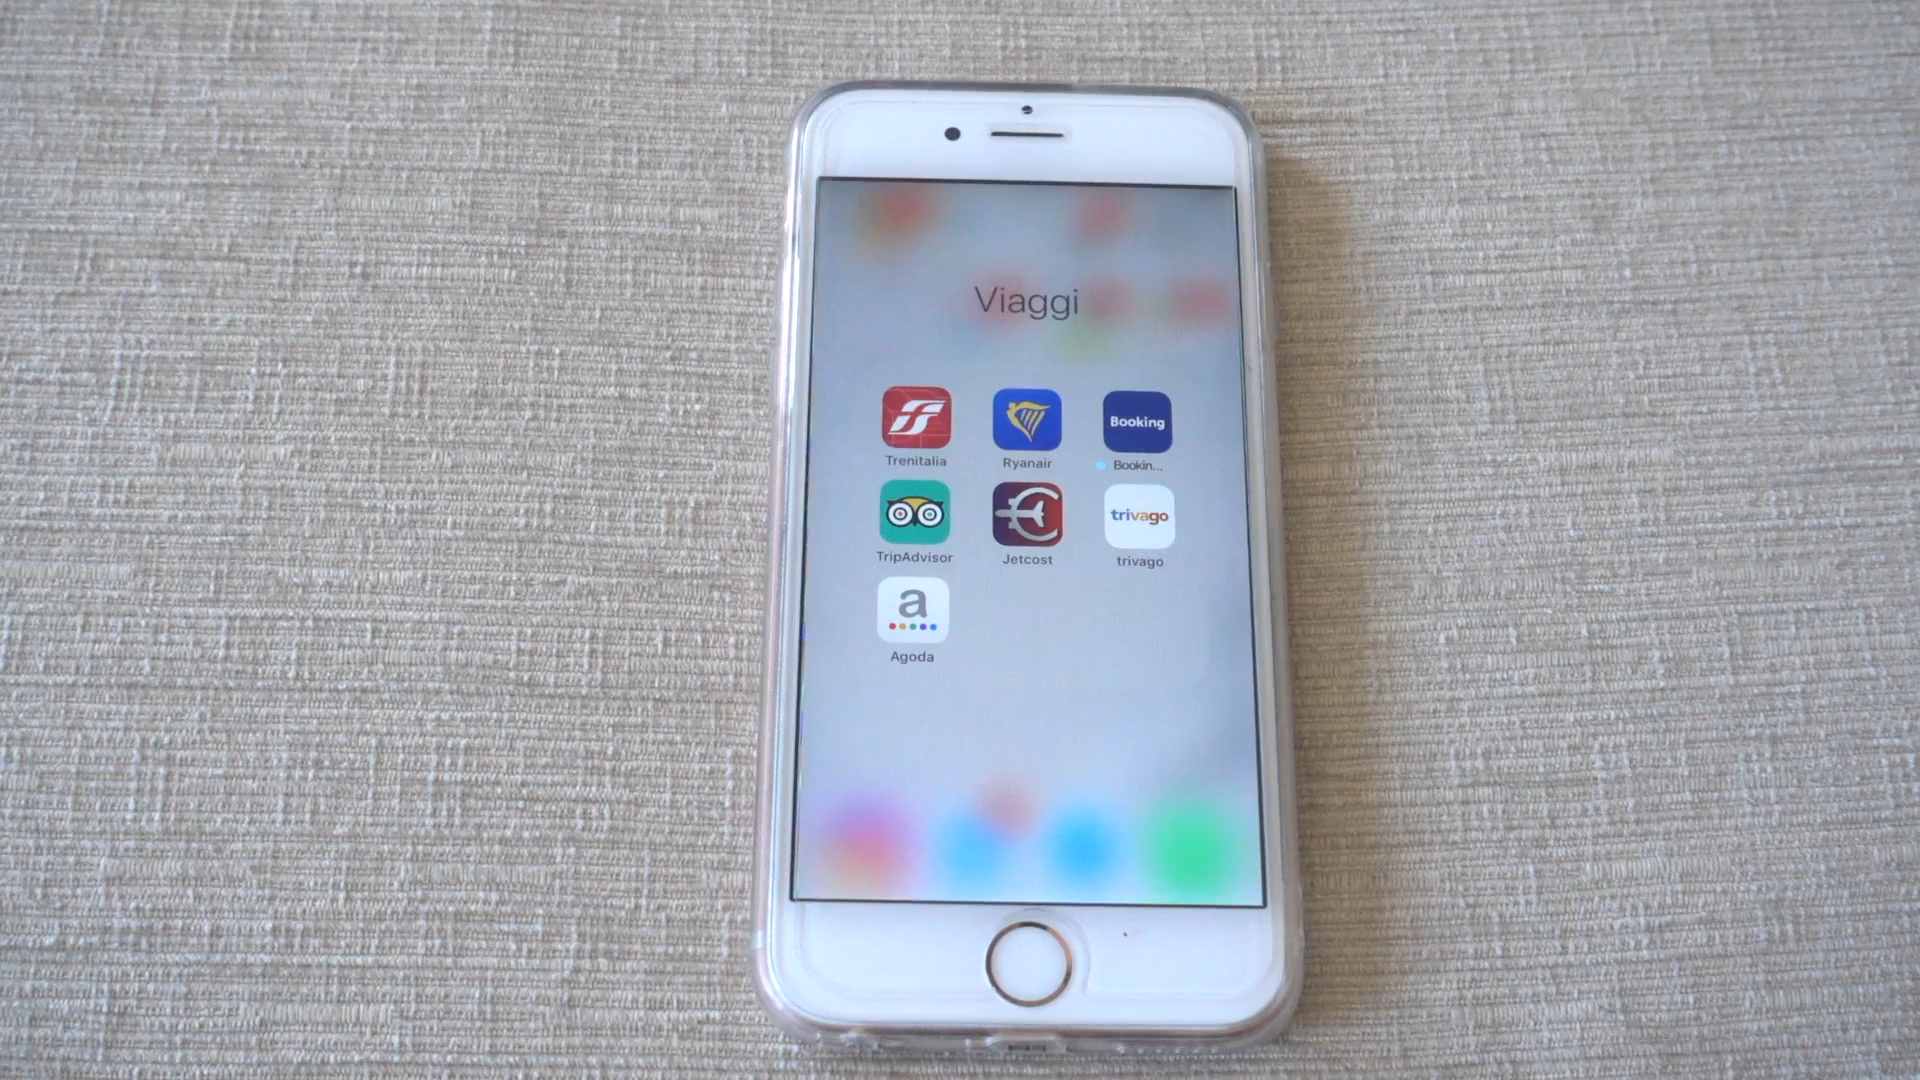 Viaggi
Booking
Trenitalia
Ryanair
Bookin...
trivago
TripAdvisor
Jetcost
trivago
a
Agoda